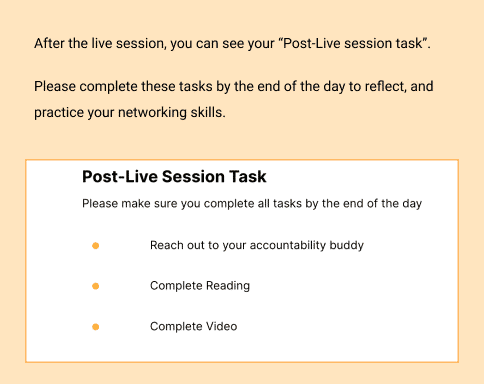 After the live session, you can see your “Post-Live session task”.
Please complete these tasks by the end of the day to reflect, and
practice your networking skills.
Post-Live Session Task
Please make sure you complete all tasks by the end of the day
Reach out to your accountability buddy
Complete Reading
Complete Video